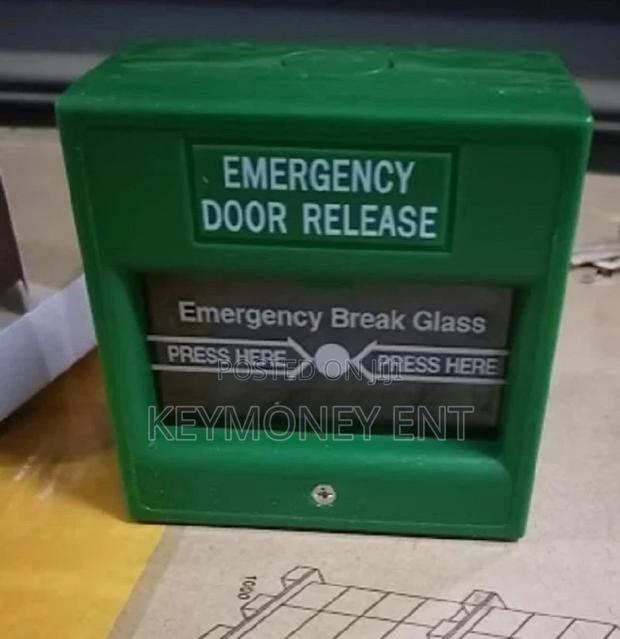 EMERGENCY
DOOR RELEASE
Emergency Break Glass
PRESS HERE PRESS HERE
POSTED ON JIJI
KEYMONEY ENT
1000